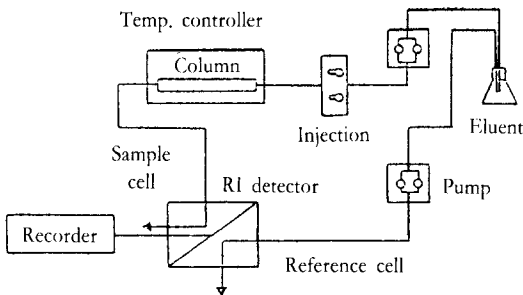 Temp. controller
Column
Injection
Eluent
Sample
cell
RI detector
Pump
Recorder
Reference cell